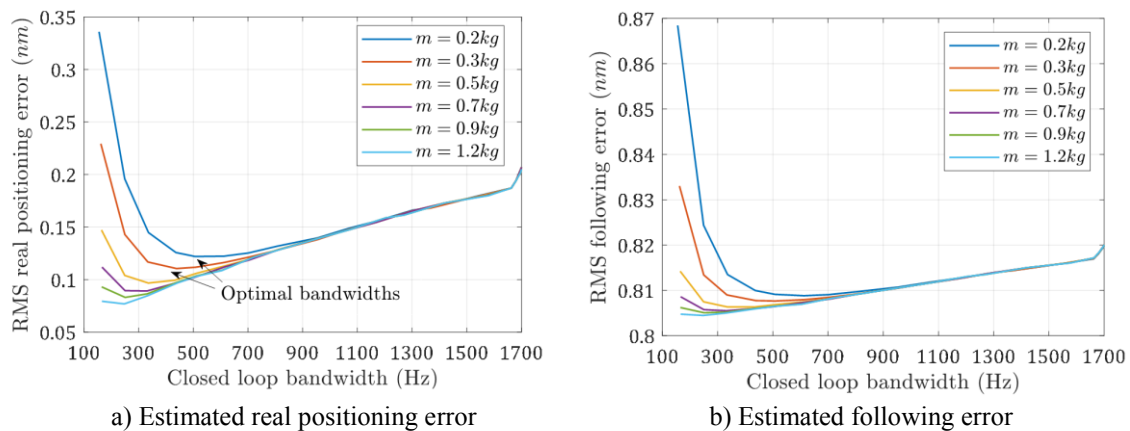 RMS real positioning error (nm)
0.35
0.3
0.25
0.2
0.15
0.1
0.05
m = 0.2kg
m = 0.3kg
m = 0.5kg
m = 0.7kg
m = 0.9kg
m = 1.2kg
Optimal bandwidths
100 300 500 700 900 1100 1300 1500 1700
Closed loop bandwidth (Hz)
a) Estimated real positioning error
RMS following error (nm)
0.87
0.86
0.85
0.84
0.83
0.82
0.81
0.8
m = 0.2kg
m = 0.3kg
m = 0.5kg
m = 0.7kg
m = 0.9kg
m = 1.2kg
100 300 500 700 900 1100 1300 1500 1700
Closed loop bandwidth (Hz)
b) Estimated following error